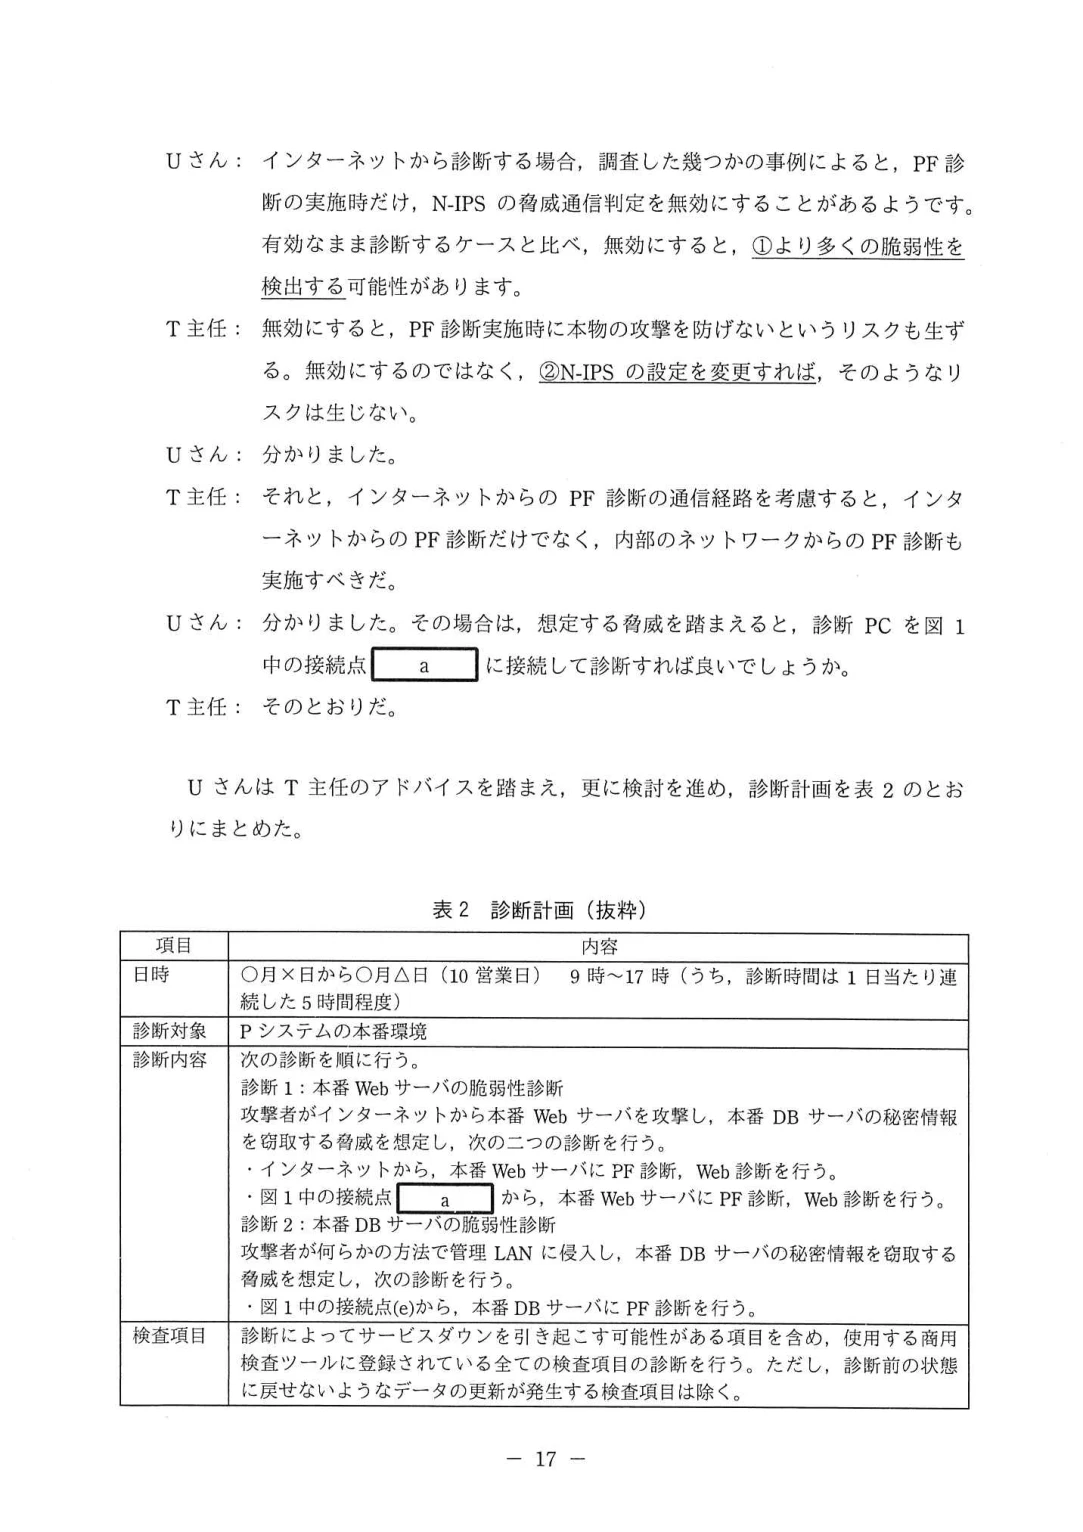 Uさん： インターネットから診断する場合，調査した幾つかの事例によると，PF 診
断の実施時だけ，N-IPS の脅威通信判定を無効にすることがあるようです。
有効なまま診断するケースと比べ，無効にすると，①より多くの脆弱性を
検出する可能性があります。
T主任： 無効にすると，PF 診断実施時に本物の攻撃を防げないというリスクも生ず
る。無効にするのではなく，②N-IPS の設定を変更すれば，そのようなリ
スクは生じない。
Uさん： 分かりました。
T主任： それと，インターネットからの PF 診断の通信経路を考慮すると，インタ
ーネットからの PF 診断だけでなく，内部のネットワークからの PF 診断も
実施すべきだ。
Uさん： 分かりました。その場合は，想定する脅威を踏まえると，診断 PC を図 1
中の接続点 a に接続して診断すれば良いでしょうか。
T主任： そのとおりだ。
U さんは T 主任のアドバイスを踏まえ，更に検討を進め，診断計画を表 2 のとお
りにまとめた。
表 2 診断計画（抜粋）
項目 内容
日時 〇月×日から〇月△日（10 営業日） 9 時～17 時（うち，診断時間は 1 日当たり連
続した 5 時間程度）
診断対象 P システムの本番環境
診断内容 次の診断を順に行う。
診断 1：本番 Web サーバの脆弱性診断
攻撃者がインターネットから本番 Web サーバを攻撃し，本番 DB サーバの秘密情報
を窃取する脅威を想定し，次の二つの診断を行う。
・インターネットから，本番 Web サーバに PF 診断，Web 診断を行う。
・図 1 中の接続点 a から，本番 Web サーバに PF 診断，Web 診断を行う。
診断 2：本番 DB サーバの脆弱性診断
攻撃者が何らかの方法で管理 LAN に侵入し，本番 DB サーバの秘密情報を窃取する
脅威を想定し，次の診断を行う。
・図 1 中の接続点(e)から，本番 DB サーバに PF 診断を行う。
検査項目 診断によってサービスダウンを引き起こす可能性がある項目を含め，使用する商用
検査ツールに登録されている全ての検査項目の診断を行う。ただし，診断前の状態
に戻せないようなデータの更新が発生する検査項目は除く。
－ 17 －